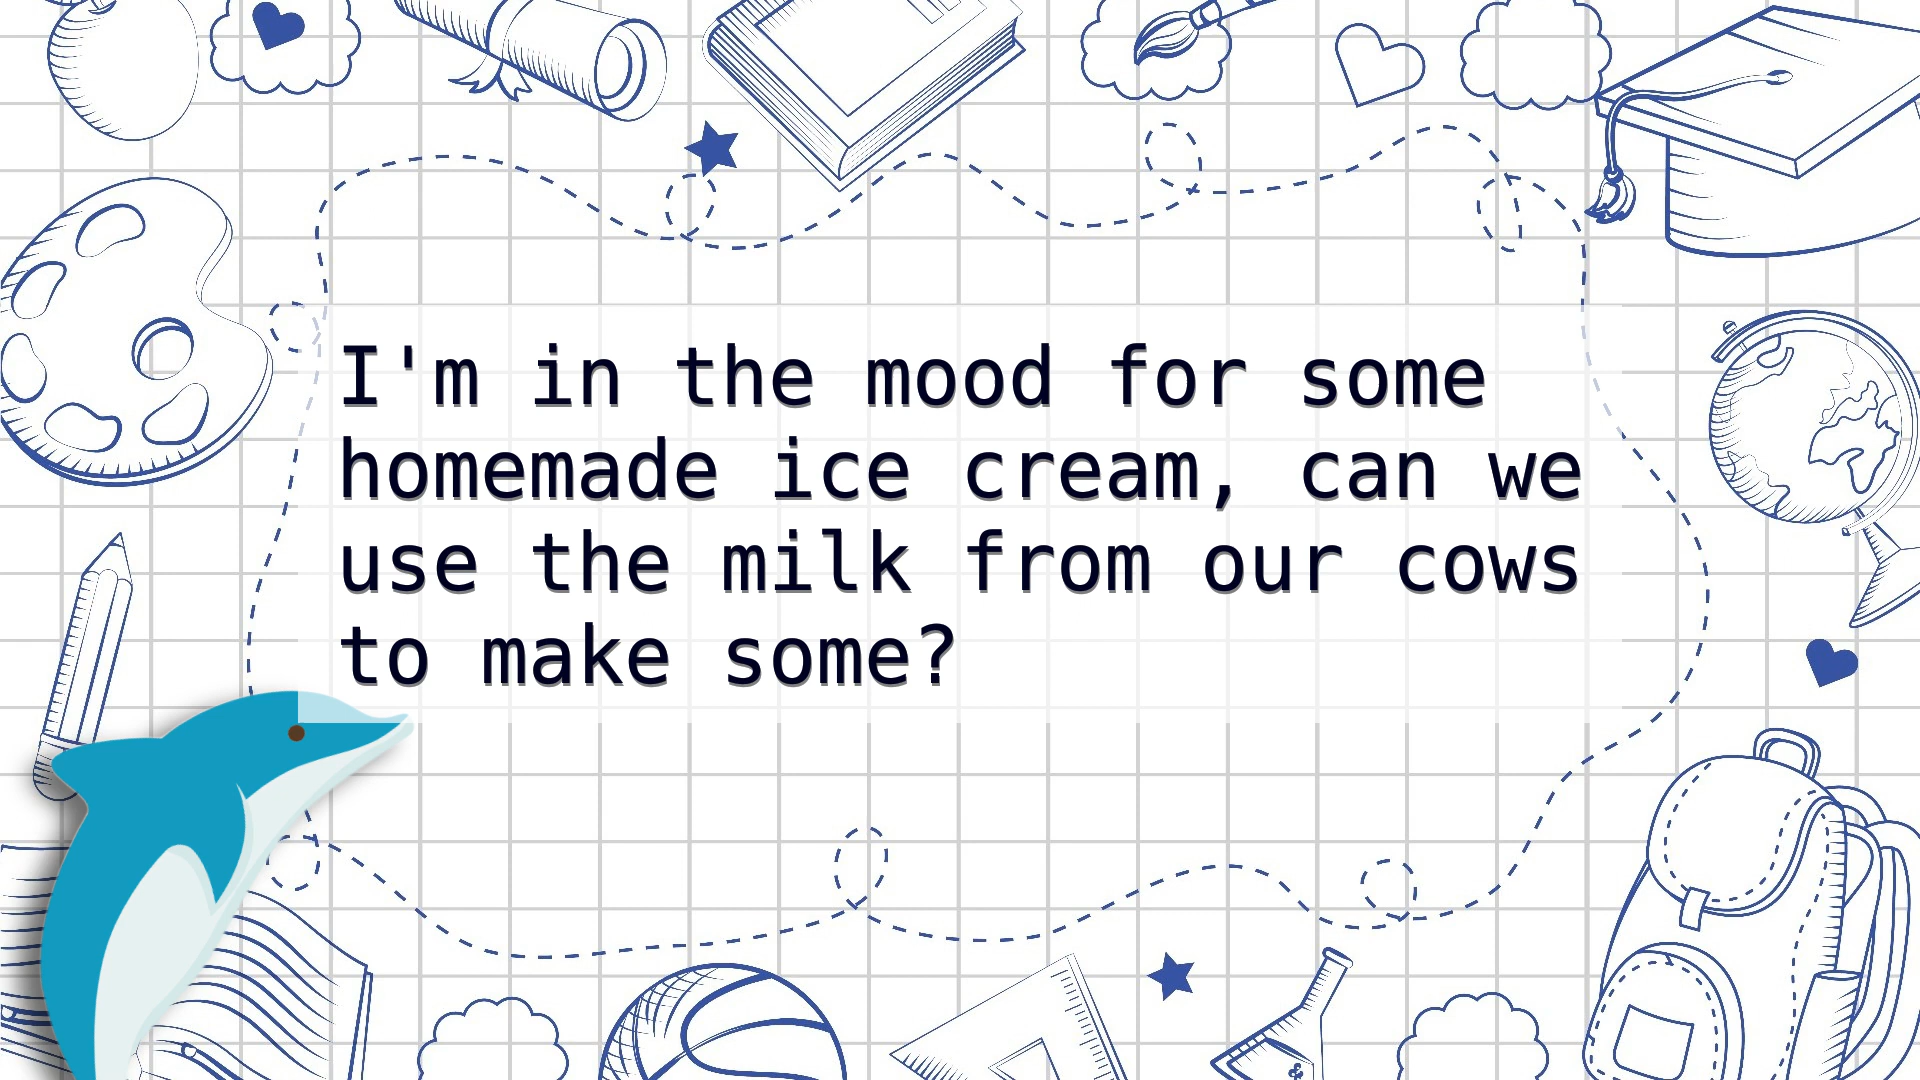 I'm in the mood for some
homemade ice cream, can we
use the milk from our cows
to make some?